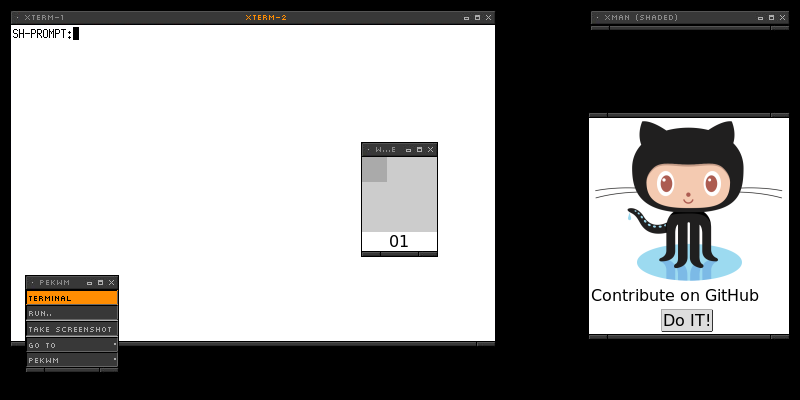 XTERM-1
XTERM-2
XMAN (SHADED)
SH-PROMPT:
W...E
01
PEKWM
TERMINAL
RUN..
TAKE SCREENSHOT
GO TO
PEKWM
Contribute on GitHub
Do IT!